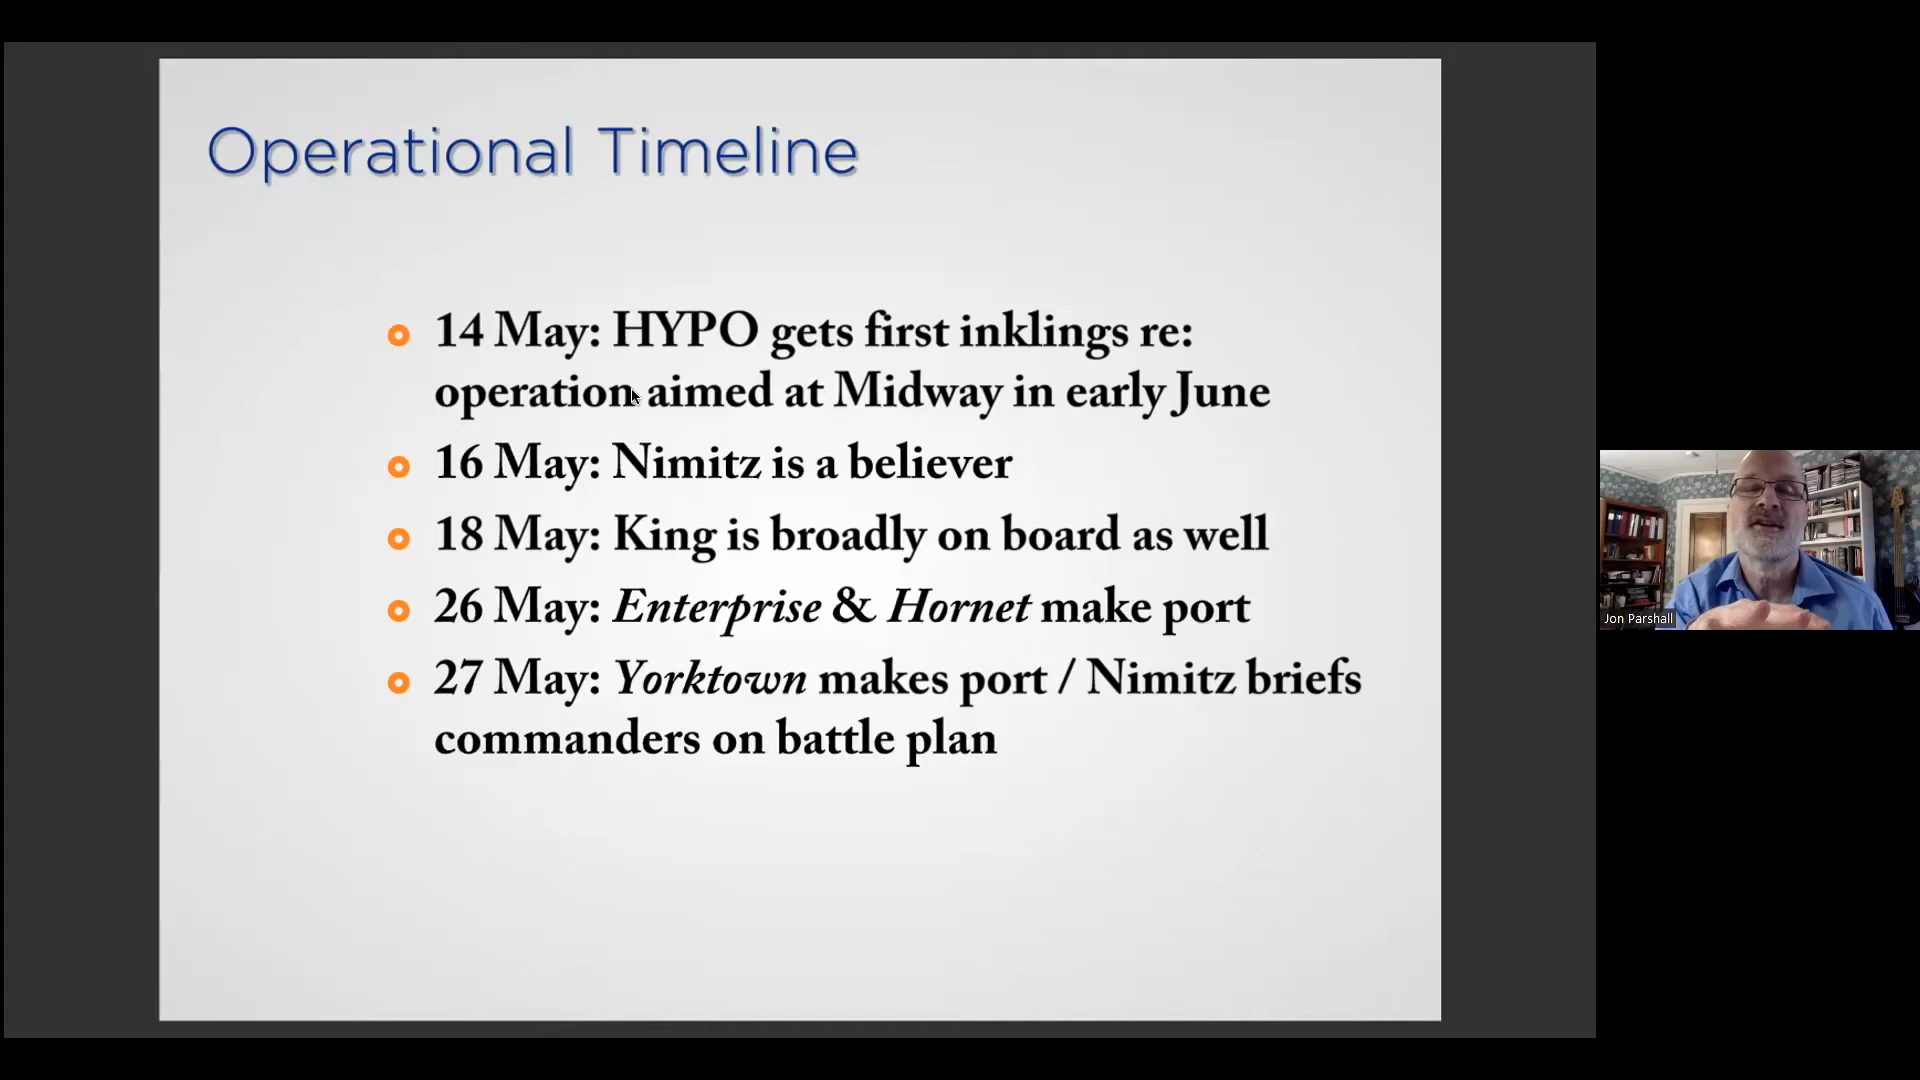 Operational Timeline
14 May: HYPO gets first inklings re:
operation aimed at Midway in early June
16 May: Nimitz is a believer
18 May: King is broadly on board as well
26 May: Enterprise & Hornet make port
27 May: Yorktown makes port / Nimitz briefs
commanders on battle plan
Jon Parshall